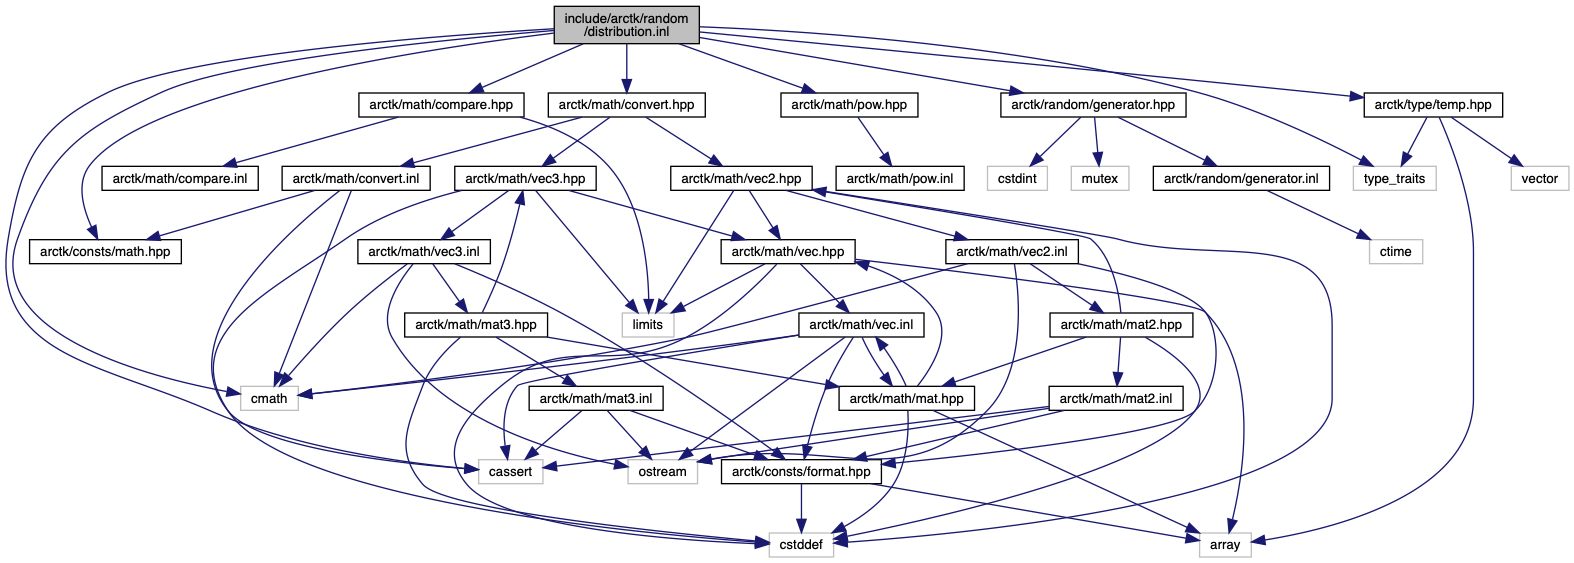 include/arctk/random
/distribution.inl
arctk/math/compare.hpp
arctk/math/convert.hpp
arctk/math/pow.hpp
arctk/random/generator.hpp
arctk/type/temp.hpp
arctk/math/compare.inl
arctk/math/convert.inl
arctk/math/vec3.hpp
arctk/math/vec2.hpp
arctk/math/pow.inl
cstdint
mutex
arctk/random/generator.inl
type_traits
vector
arctk/consts/math.hpp
arctk/math/vec3.inl
arctk/math/vec.hpp
arctk/math/vec2.inl
ctime
arctk/math/mat3.hpp
limits
arctk/math/vec.inl
arctk/math/mat2.hpp
cmath
arctk/math/mat3.inl
arctk/math/mat.hpp
arctk/math/mat2.inl
cassert
ostream
arctk/consts/format.hpp
cstddef
array